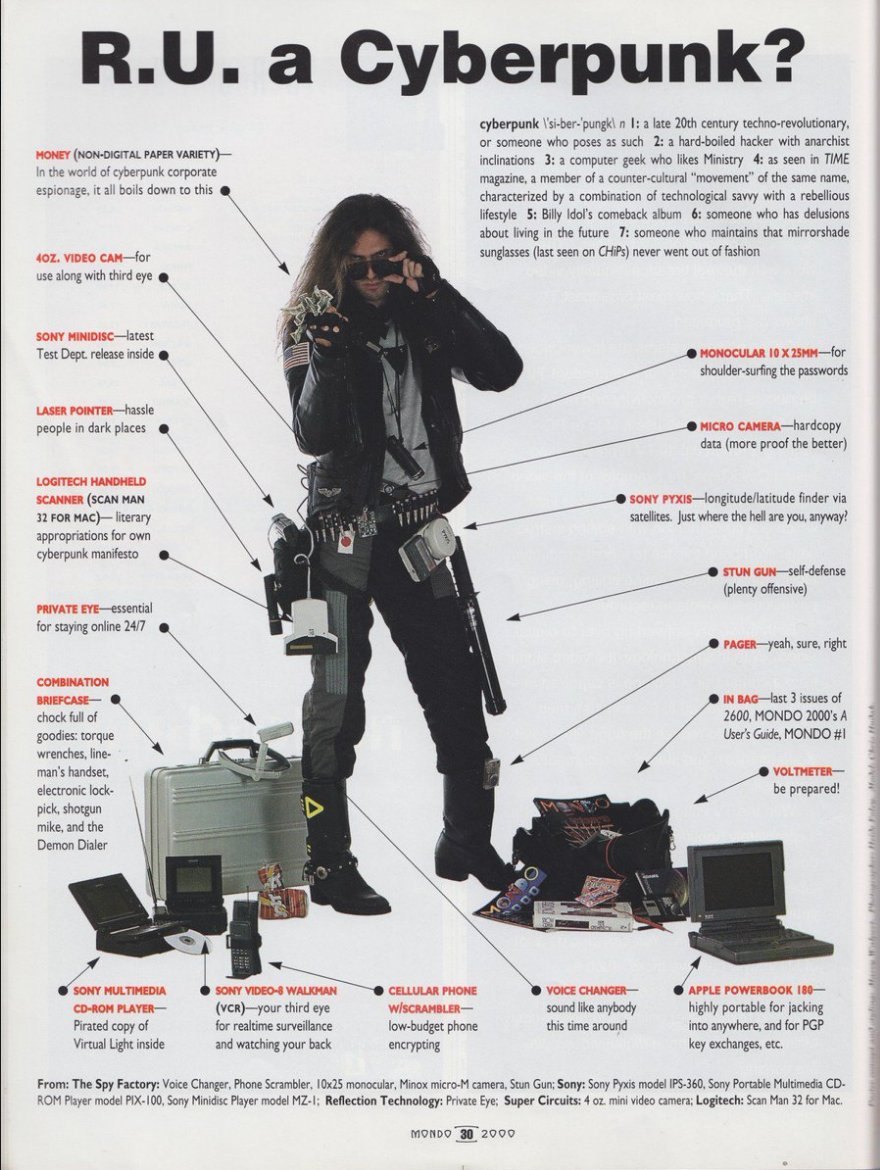 R.U. a Cyberpunk?
cyberpunk \'si-ber-'pungk\ n 1: a late 20th century techno-revolutionary,
or someone who poses as such 2: a hard-boiled hacker with anarchist
inclinations 3: a computer geek who likes Ministry 4: as seen in TIME
magazine, a member of a counter-cultural “movement” of the same name,
characterized by a combination of technological savvy with a rebellious
lifestyle 5: Billy Idol's comeback album 6: someone who has delusions
about living in the future 7: someone who maintains that mirrorshade
sunglasses (last seen on CHiPs) never went out of fashion
MONEY (NON-DIGITAL PAPER VARIETY)—
In the world of cyberpunk corporate
espionage, it all boils down to this
4OZ. VIDEO CAM—for
use along with third eye
SONY MINIDISC—latest
Test Dept. release inside
LASER POINTER—hassle
people in dark places
LOGITECH HANDHELD
SCANNER (SCAN MAN
32 FOR MAC)— literary
appropriations for own
cyberpunk manifesto
PRIVATE EYE—essential
for staying online 24/7
COMBINATION
BRIEFCASE—
chock full of
goodies: torque
wrenches, line-
man's handset,
electronic lock-
pick, shotgun
mike, and the
Demon Dialer
MONOCULAR 10 X 25MM—for
shoulder-surfing the passwords
MICRO CAMERA—hardcopy
data (more proof the better)
SONY PYXIS—longitude/latitude finder via
satellites. Just where the hell are you, anyway?
STUN GUN—self-defense
(plenty offensive)
PAGER—yeah, sure, right
IN BAG—last 3 issues of
2600, MONDO 2000's A
User's Guide, MONDO #1
VOLTMETER—
be prepared!
MONDO
MONDO
SONY MULTIMEDIA
CD-ROM PLAYER—
Pirated copy of
Virtual Light inside
SONY VIDEO-8 WALKMAN
(VCR)—your third eye
for realtime surveillance
and watching your back
CELLULAR PHONE
W/SCRAMBLER—
low-budget phone
encrypting
VOICE CHANGER—
sound like anybody
this time around
APPLE POWERBOOK 180—
highly portable for jacking
into anywhere, and for PGP
key exchanges, etc.
From: The Spy Factory: Voice Changer, Phone Scrambler, 10x25 monocular, Minox micro-M camera, Stun Gun; Sony: Sony Pyxis model IPS-360, Sony Portable Multimedia CD-
ROM Player model PIX-100, Sony Minidisc Player model MZ-1; Reflection Technology: Private Eye; Super Circuits: 4 oz. mini video camera; Logitech: Scan Man 32 for Mac.
MONDO 30 2000